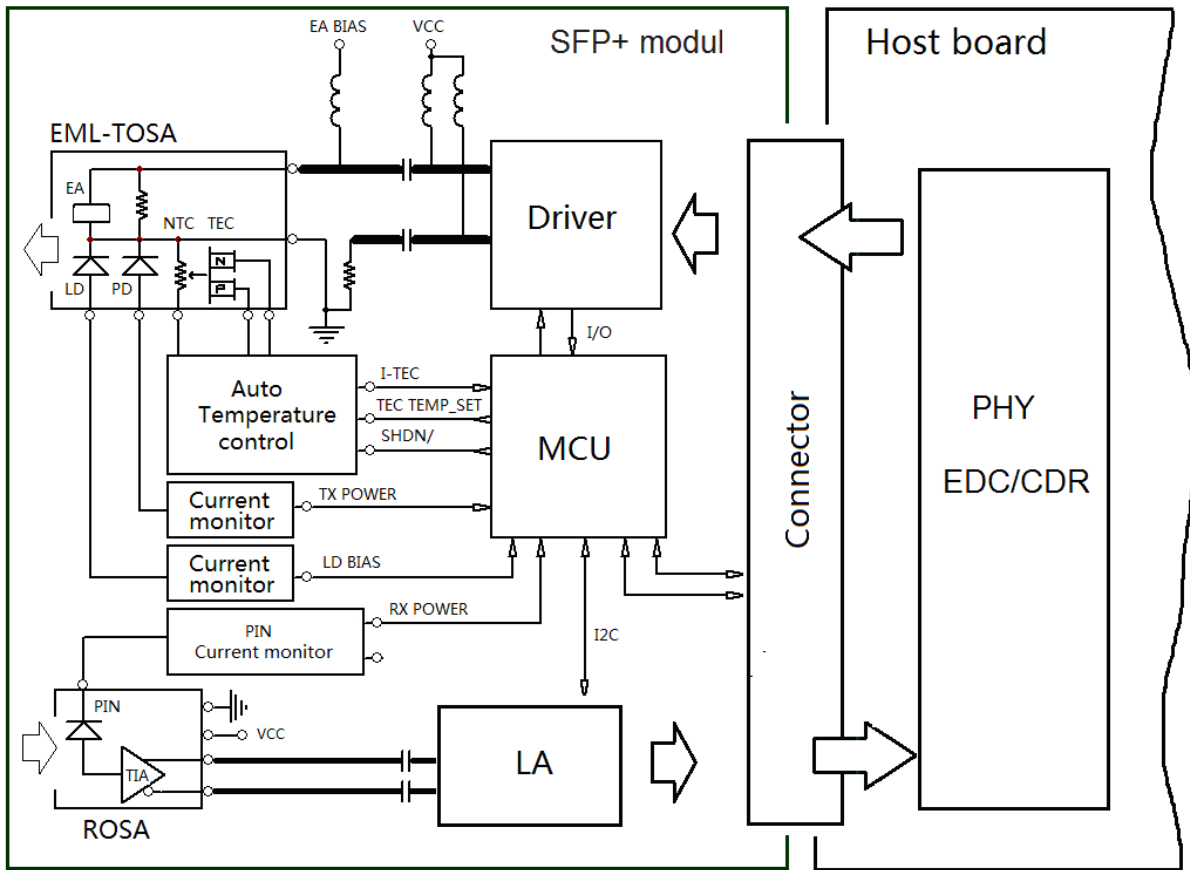 EA BIAS
VCC
SFP+ modul
Host board
EML-TOSA
EA
NTC
TEC
N
P
LD
PD
Driver
I/O
Auto
Temperature
control
I-TEC
TEC TEMP_SET
SHDN/
MCU
Connector
PHY
EDC/CDR
Current
monitor
TX POWER
Current
monitor
LD BIAS
RX POWER
PIN
Current monitor
I2C
PIN
VCC
TIA
LA
ROSA